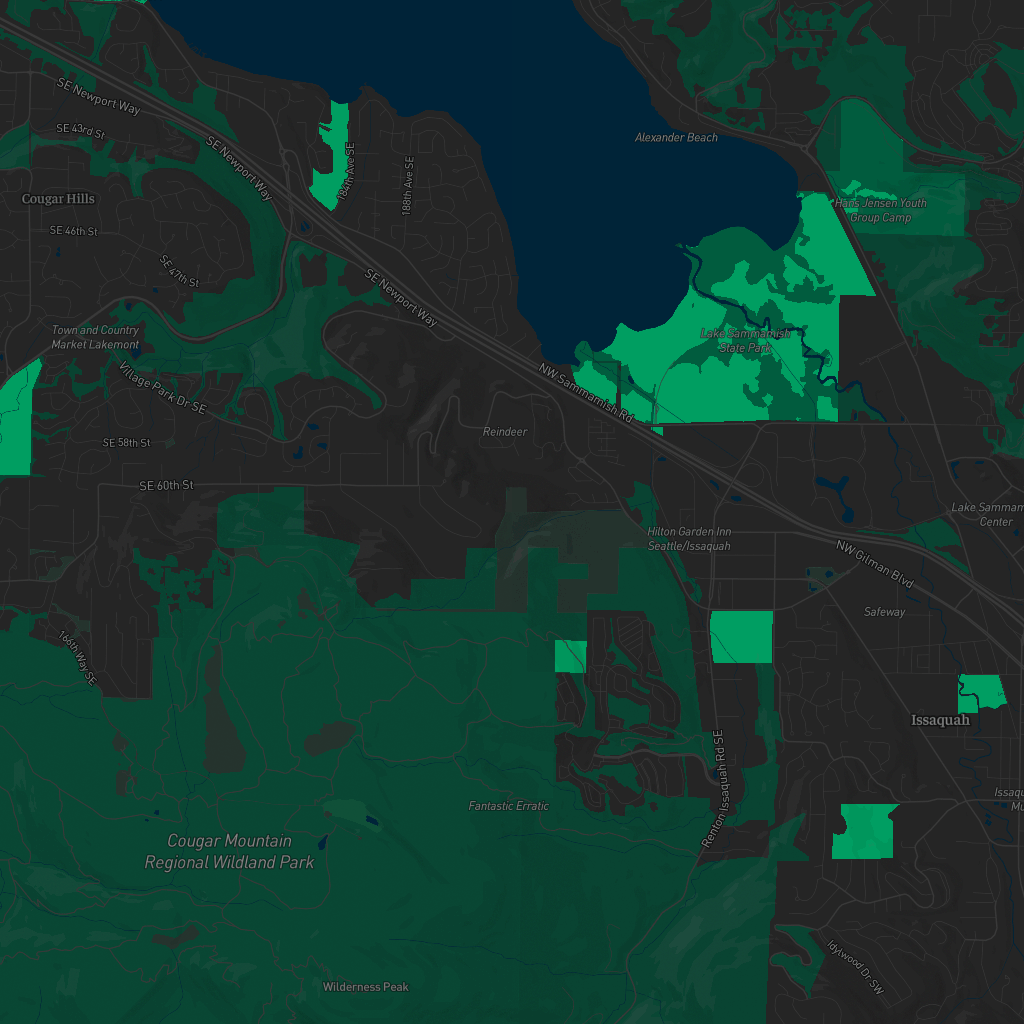 SE Newport Way
SE 43rd St
SE Newport Way
184th Ave SE
188th Ave SE
Alexander Beach
Cougar Hills
Hans Jensen Youth
Group Camp
SE 46th St
SE 47th St
SE Newport Way
Town and Country
Market Lakemont
Lake Sammamish
State Park
Village Park Dr SE
NW Sammamish Rd
SE 58th St
Reindeer
SE 60th St
Lake Sammam
Center
Hilton Garden Inn
Seattle/Issaquah
NW Gilman Blvd
Safeway
166th Way SE
Issaquah
Renton Issaquah Rd SE
Issaqu
Mu
Fantastic Erratic
Cougar Mountain
Regional Wildland Park
Idylwood Dr SW
Wilderness Peak